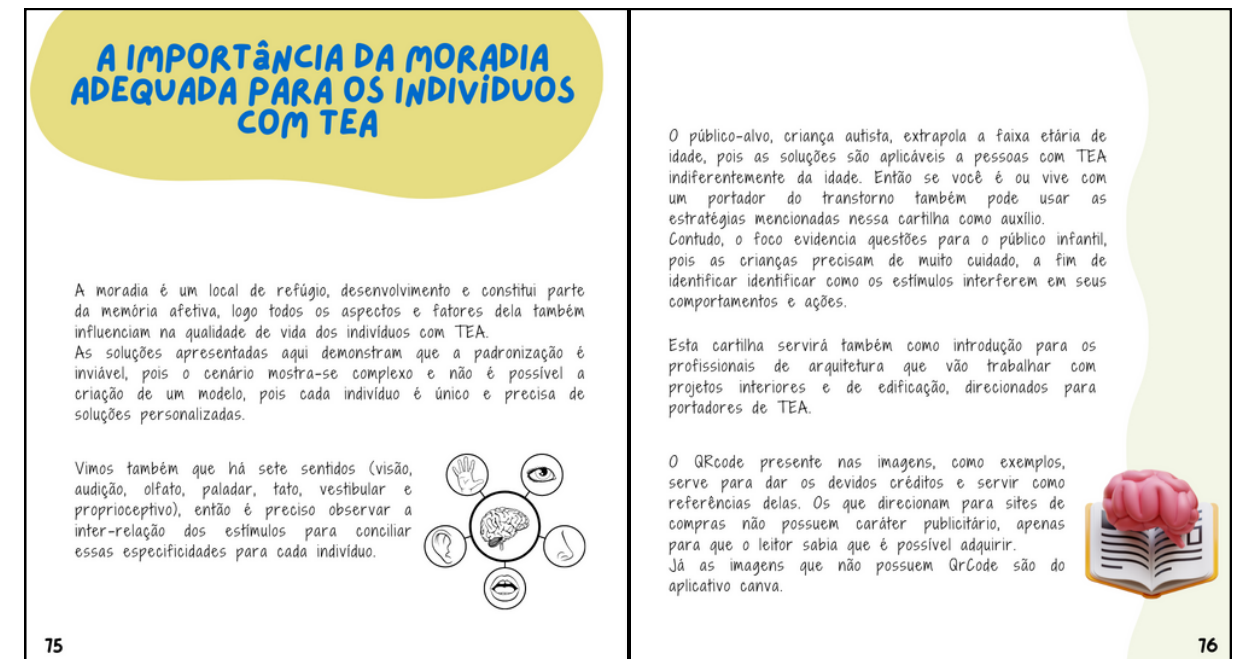 A IMPORTÂNCIA DA MORADIA
ADEQUADA PARA OS INDIVÍDUOS
COM TEA
A moradia é um local de refúgio, desenvolvimento e constitui parte
da memória afetiva, logo todos os aspectos e fatores dela também
influenciam na qualidade de vida dos indivíduos com TEA.
As soluções apresentadas aqui demonstram que a padronização é
inviável, pois o cenário mostra-se complexo e não é possível a
criação de um modelo, pois cada indivíduo é único e precisa de
soluções personalizadas.
Vimos também que há sete sentidos (visão,
audição, olfato, paladar, tato, vestibular e
proprioceptivo), então é preciso observar a
inter-relação dos estímulos para conciliar
essas especificidades para cada indivíduo.
75
O público-alvo, criança autista, extrapola a faixa etária de
idade, pois as soluções são aplicáveis a pessoas com TEA
indiferentemente da idade. Então se você é ou vive com
um portador do transtorno também pode usar as
estratégias mencionadas nessa cartilha como auxílio.
Contudo, o foco evidencia questões para o público infantil,
pois as crianças precisam de muito cuidado, a fim de
identificar identificar como os estímulos interferem em seus
comportamentos e ações.
Esta cartilha servirá também como introdução para os
profissionais de arquitetura que vão trabalhar com
projetos interiores e de edificação, direcionados para
portadores de TEA.
O QRcode presente nas imagens, como exemplos,
serve para dar os devidos créditos e servir como
referências delas. Os que direcionam para sites de
compras não possuem caráter publicitário, apenas
para que o leitor sabia que é possível adquirir.
Já as imagens que não possuem QrCode são do
aplicativo canva.
76